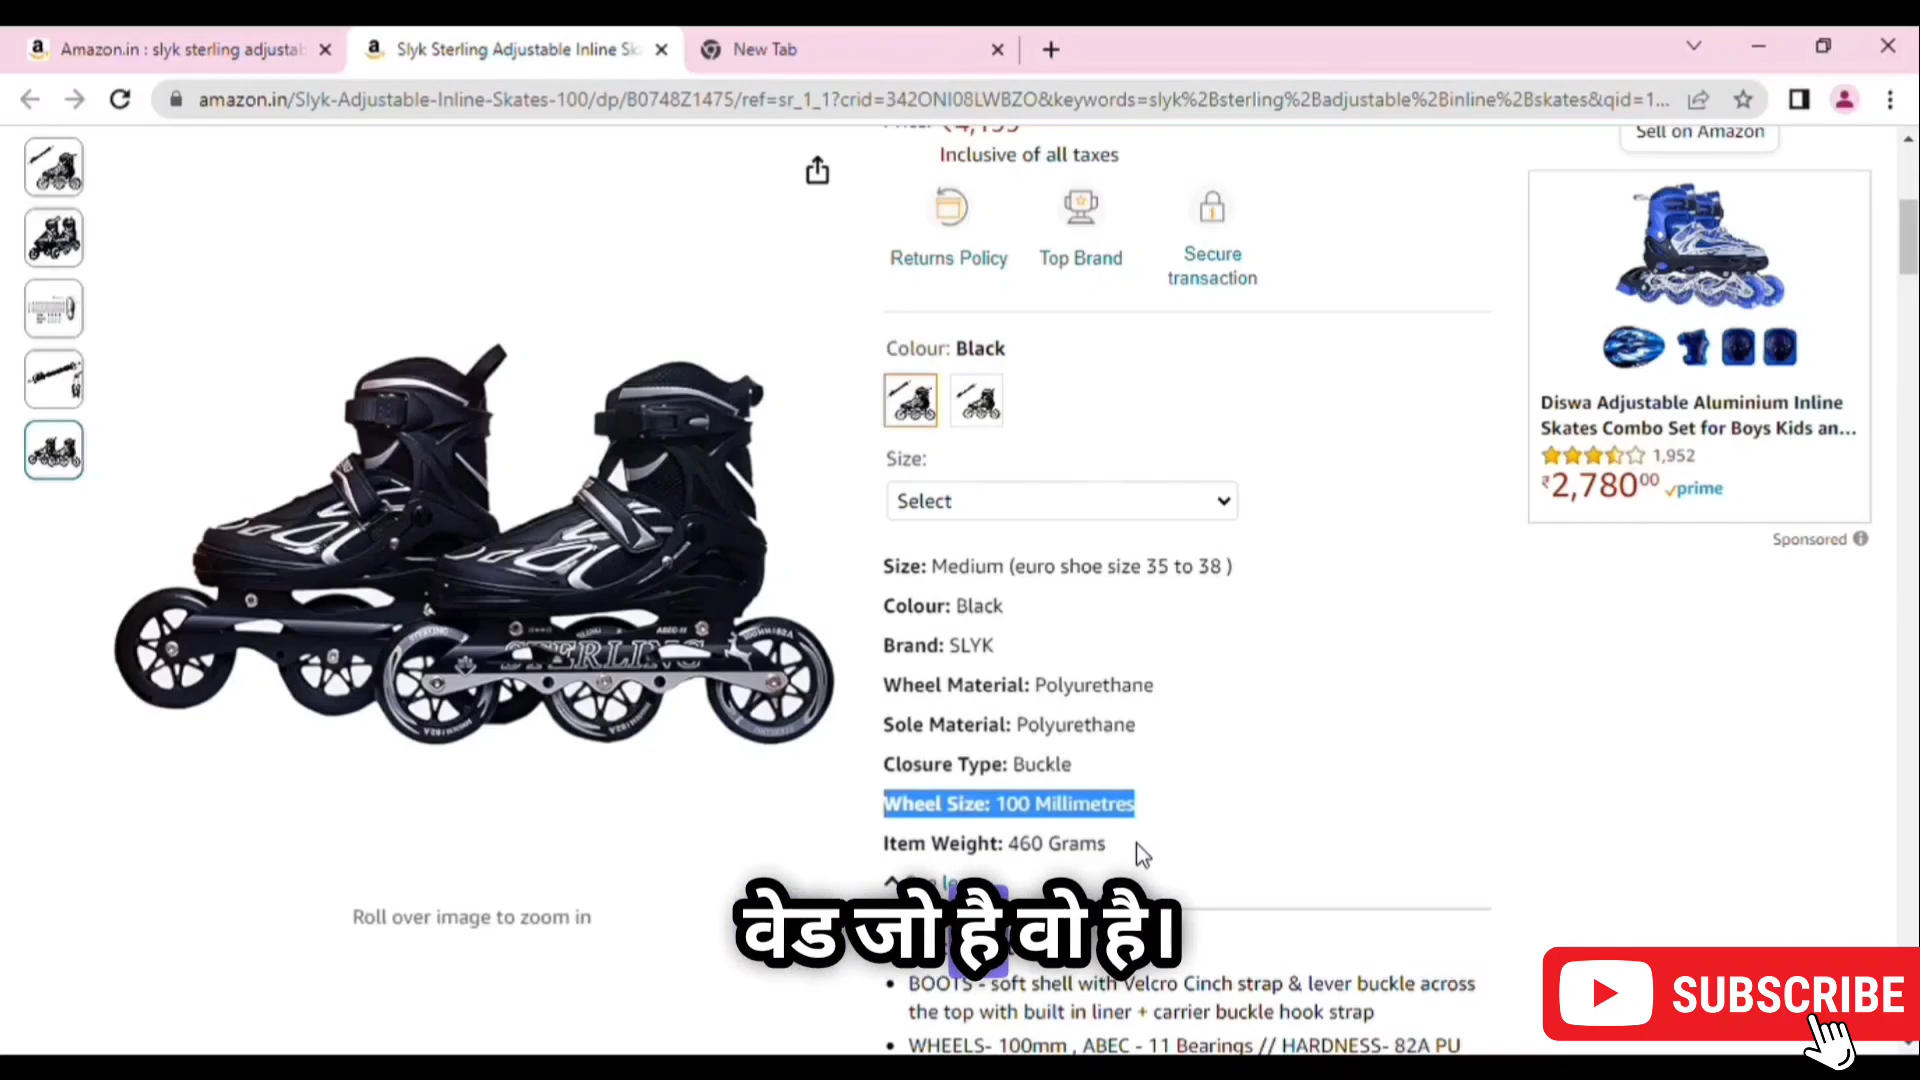 Amazon.in : slyk sterling adjustab
Slyk Sterling Adjustable Inline Sk
New Tab
amazon.in/Slyk-Adjustable-Inline-Skates-100/dp/B0748Z1475/ref=sr_1_1?crid=342ONI08LWBZO&keywords=slyk%2Bsterling%2Badjustable%2Binline%2Bskates&qid=1...
Sell on Amazon
Inclusive of all taxes
Returns Policy
Top Brand
Secure
transaction
Colour: Black
Size:
Select
Size: Medium (euro shoe size 35 to 38 )
Colour: Black
Brand: SLYK
Wheel Material: Polyurethane
Sole Material: Polyurethane
Closure Type: Buckle
Wheel Size: 100 Millimetres
Item Weight: 460 Grams
वेड जो है वो है।
BOOTS - soft shell with Velcro Cinch strap & lever buckle across
the top with built in liner + carrier buckle hook strap
WHEELS- 100mm , ABEC - 11 Bearings // HARDNESS- 82A PU
STERLING
Roll over image to zoom in
Diswa Adjustable Aluminium Inline
Skates Combo Set for Boys Kids an...
1,952
₹2,78000 prime
Sponsored
SUBSCRIBE